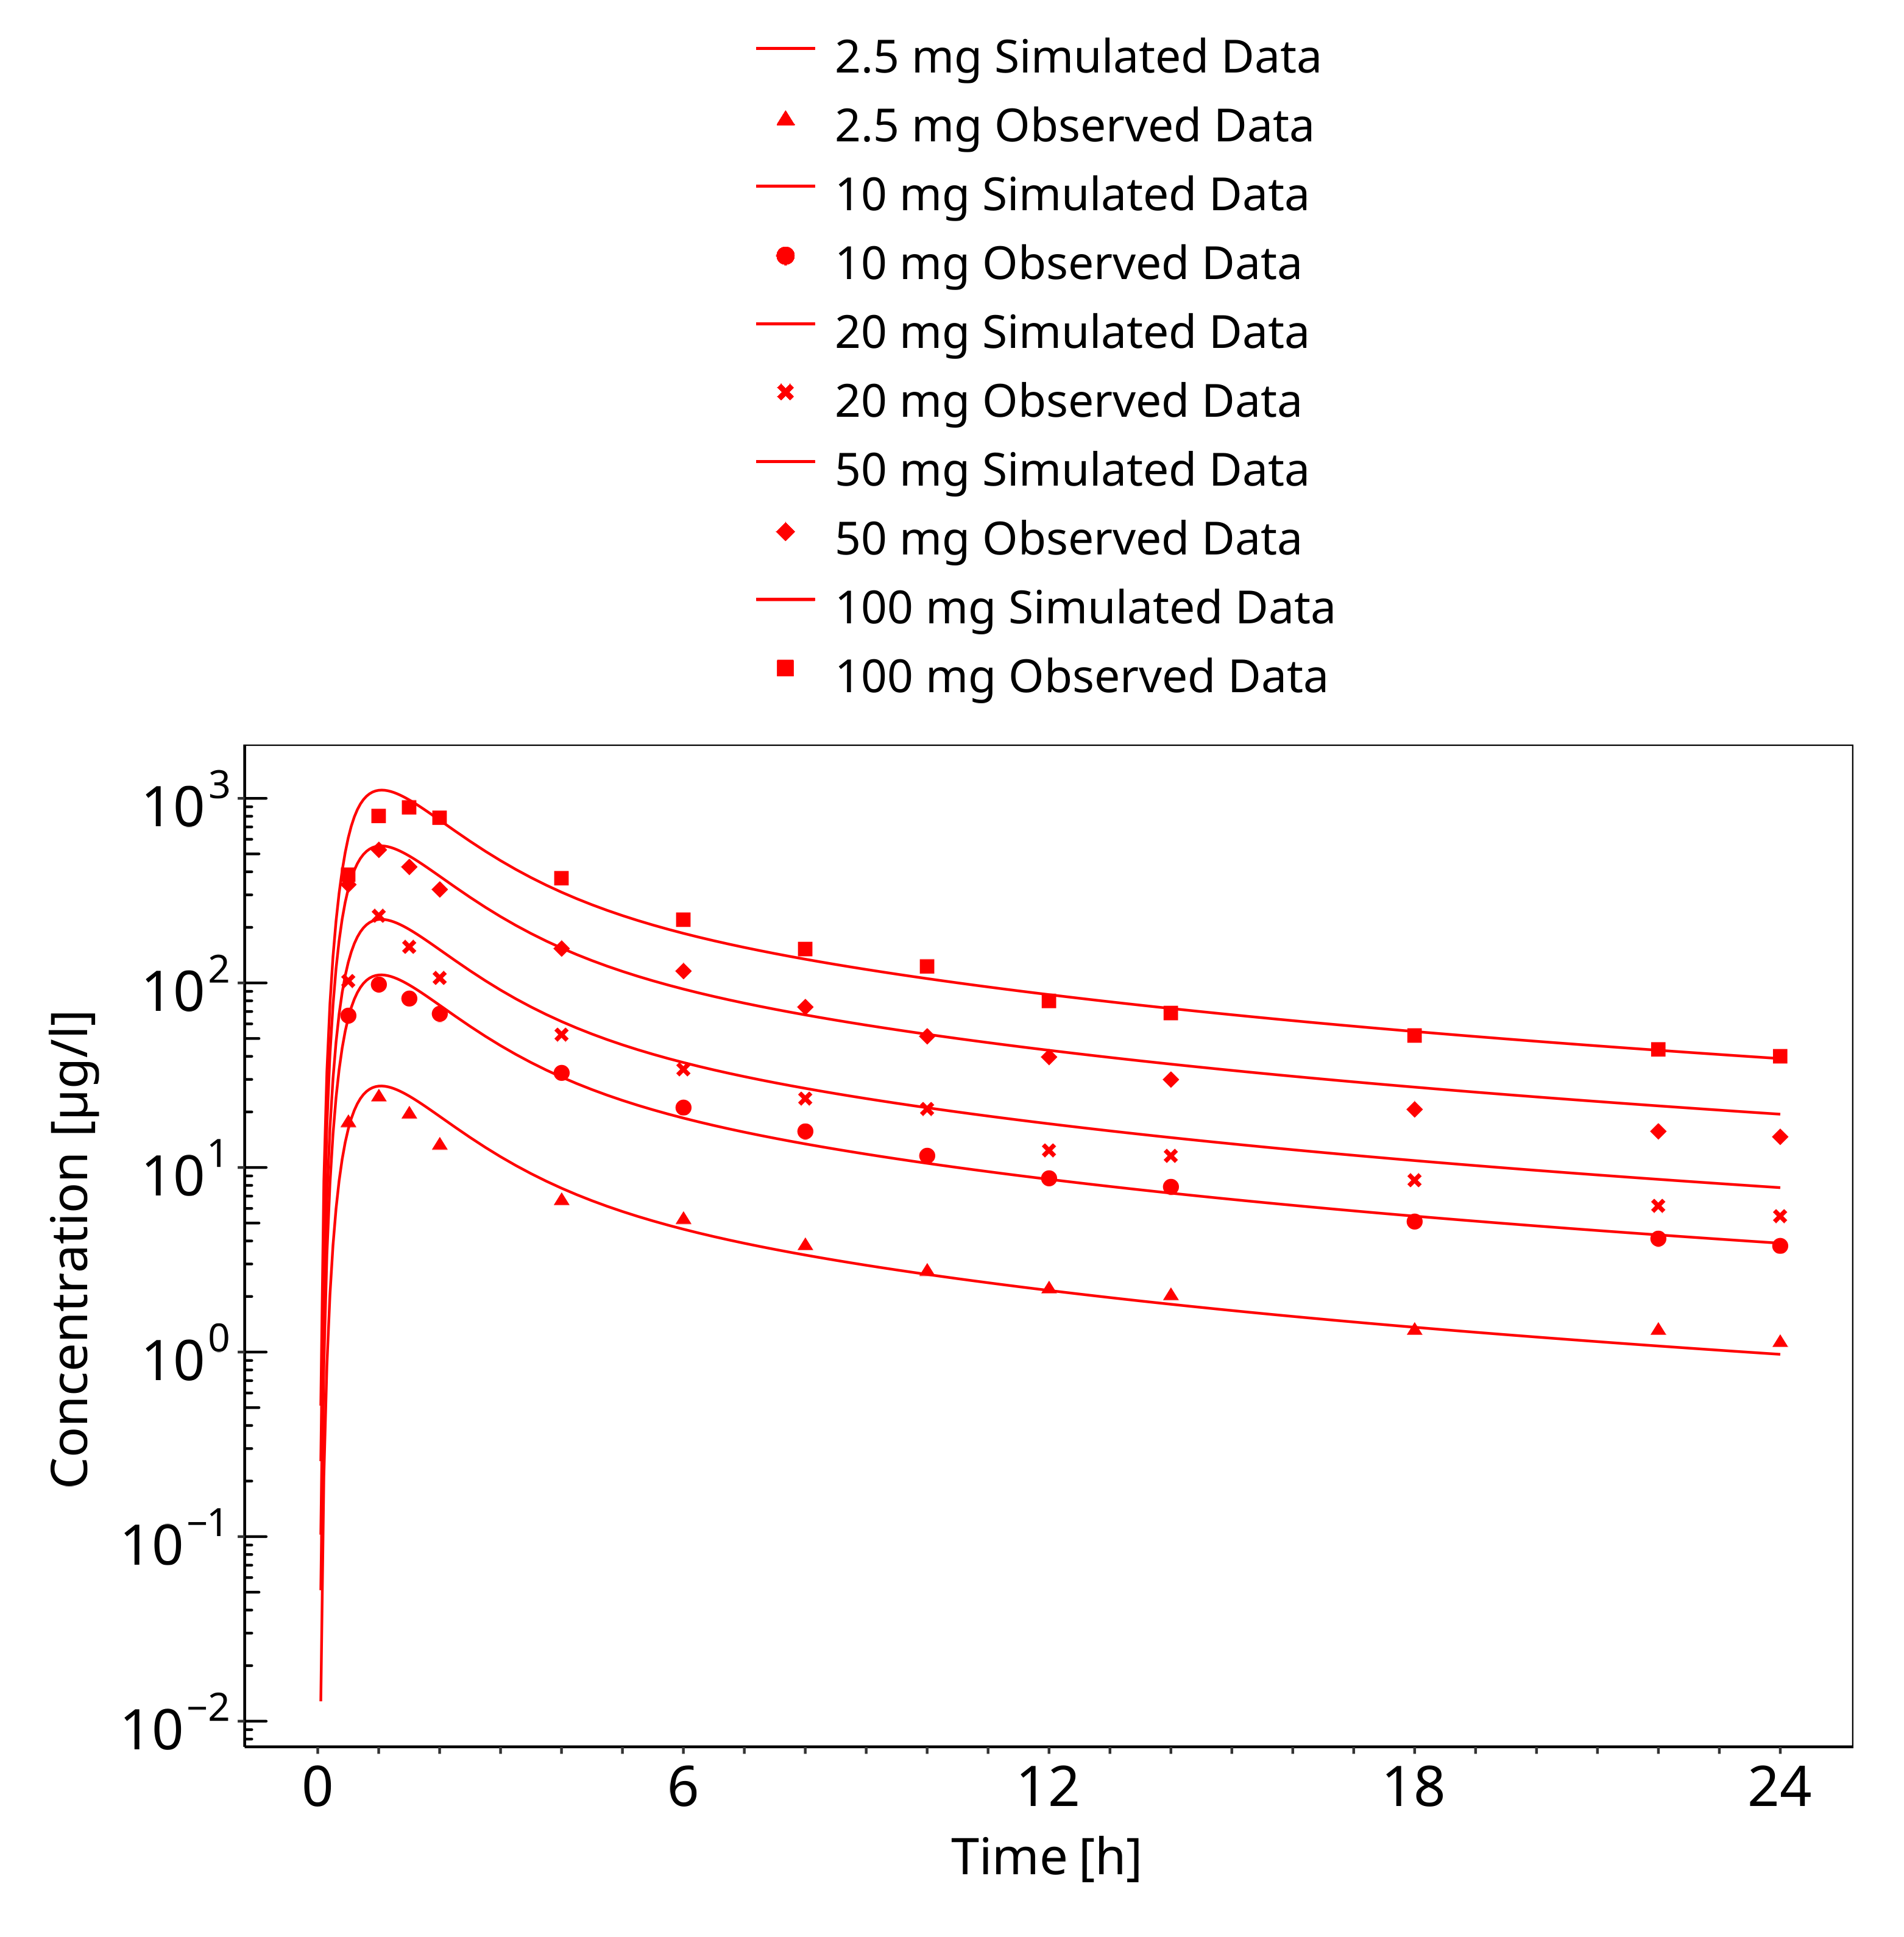 2.5 mg Simulated Data
2.5 mg Observed Data
10 mg Simulated Data
10 mg Observed Data
20 mg Simulated Data
20 mg Observed Data
50 mg Simulated Data
50 mg Observed Data
100 mg Simulated Data
100 mg Observed Data
10³
10²
10¹
10⁰
10⁻¹
10⁻²
Concentration [µg/l]
0 6 12 18 24
Time [h]